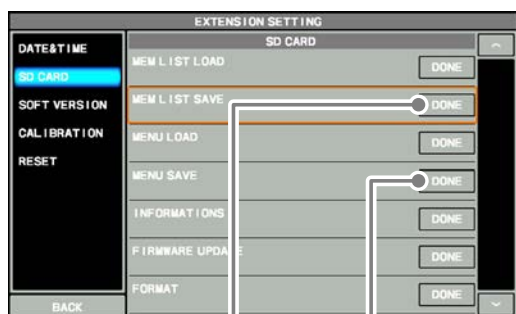 EXTENSION SETTING
DATE&TIME
SD CARD
SOFT VERSION
CALIBRATION
RESET
BACK
SD CARD
MEM LIST LOAD DONE
MEM LIST SAVE DONE
MENU LOAD DONE
MENU SAVE DONE
INFORMATIONS DONE
FIRMWARE UPDATE DONE
FORMAT DONE